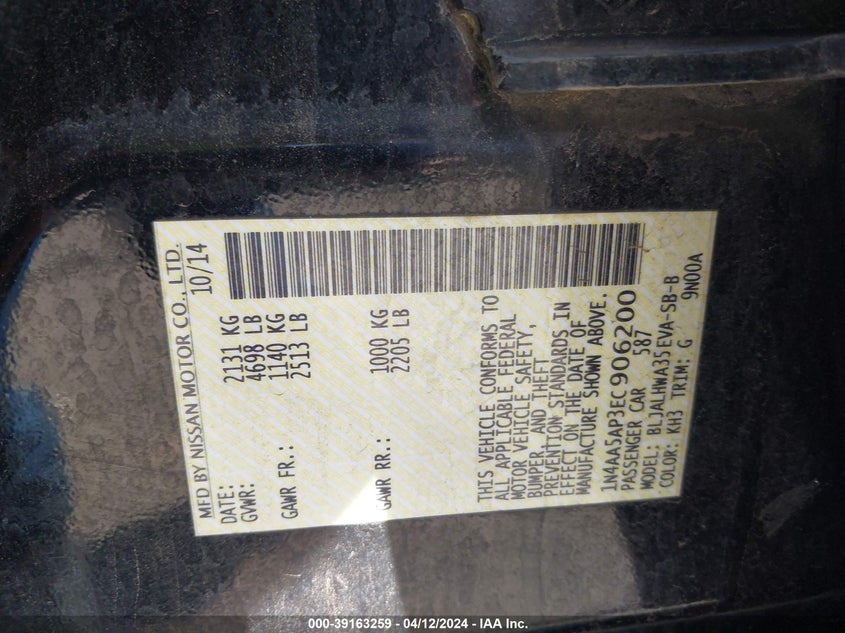 MFD BY NISSAN MOTOR CO., LTD.
DATE: 10/14
GVWR: 2131 KG
4698 LB
GAWR FR.: 1140 KG
2513 LB
GAWR RR.: 1000 KG
2205 LB
THIS VEHICLE CONFORMS TO
ALL APPLICABLE FEDERAL
MOTOR VEHICLE SAFETY,
BUMPER, AND THEFT
PREVENTION STANDARDS IN
EFFECT ON THE DATE OF
MANUFACTURE SHOWN ABOVE.
1N4AA5AP3EC906200
PASSENGER CAR 587
MODEL: BLJALHWA35EVA-SB-B
COLOR: KH3 TRIM: G 9N00A
000-39163259 - 04/12/2024 - IAA Inc.